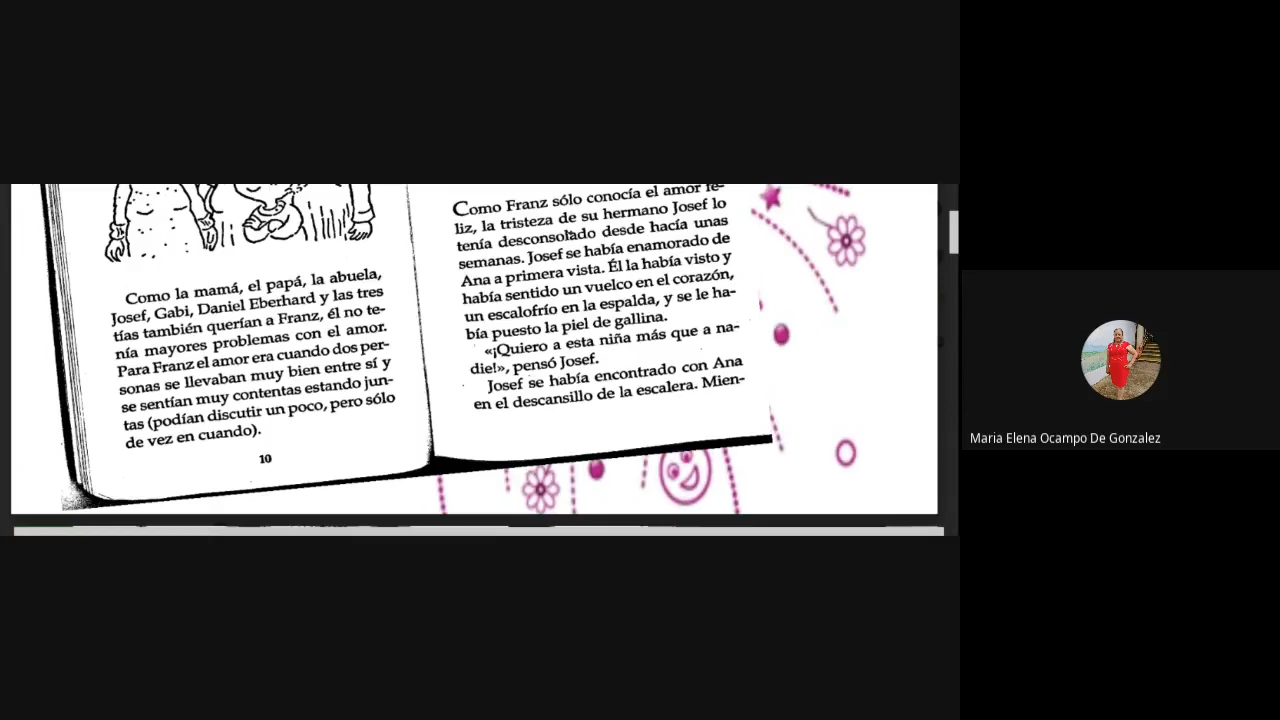 Como la mamá, el papá, la abuela,
Josef, Gabi, Daniel Eberhard y las tres
tías también querían a Franz, él no te-
nía mayores problemas con el amor.
Para Franz el amor era cuando dos per-
sonas se llevaban muy bien entre sí y
se sentían muy contentas estando jun-
tas (podían discutir un poco, pero sólo
de vez en cuando).
10
Como Franz sólo conocía el amor fe-
liz, la tristeza de su hermano Josef lo
tenía desconsolado desde hacía unas
semanas. Josef se había enamorado de
Ana a primera vista. Él la había visto y
había sentido un vuelco en el corazón,
un escalofrío en la espalda, y se le ha-
bía puesto la piel de gallina.
«¡Quiero a esta niña más que a na-
die!», pensó Josef.
Josef se había encontrado con Ana
en el descansillo de la escalera. Mien-
Maria Elena Ocampo De Gonzalez